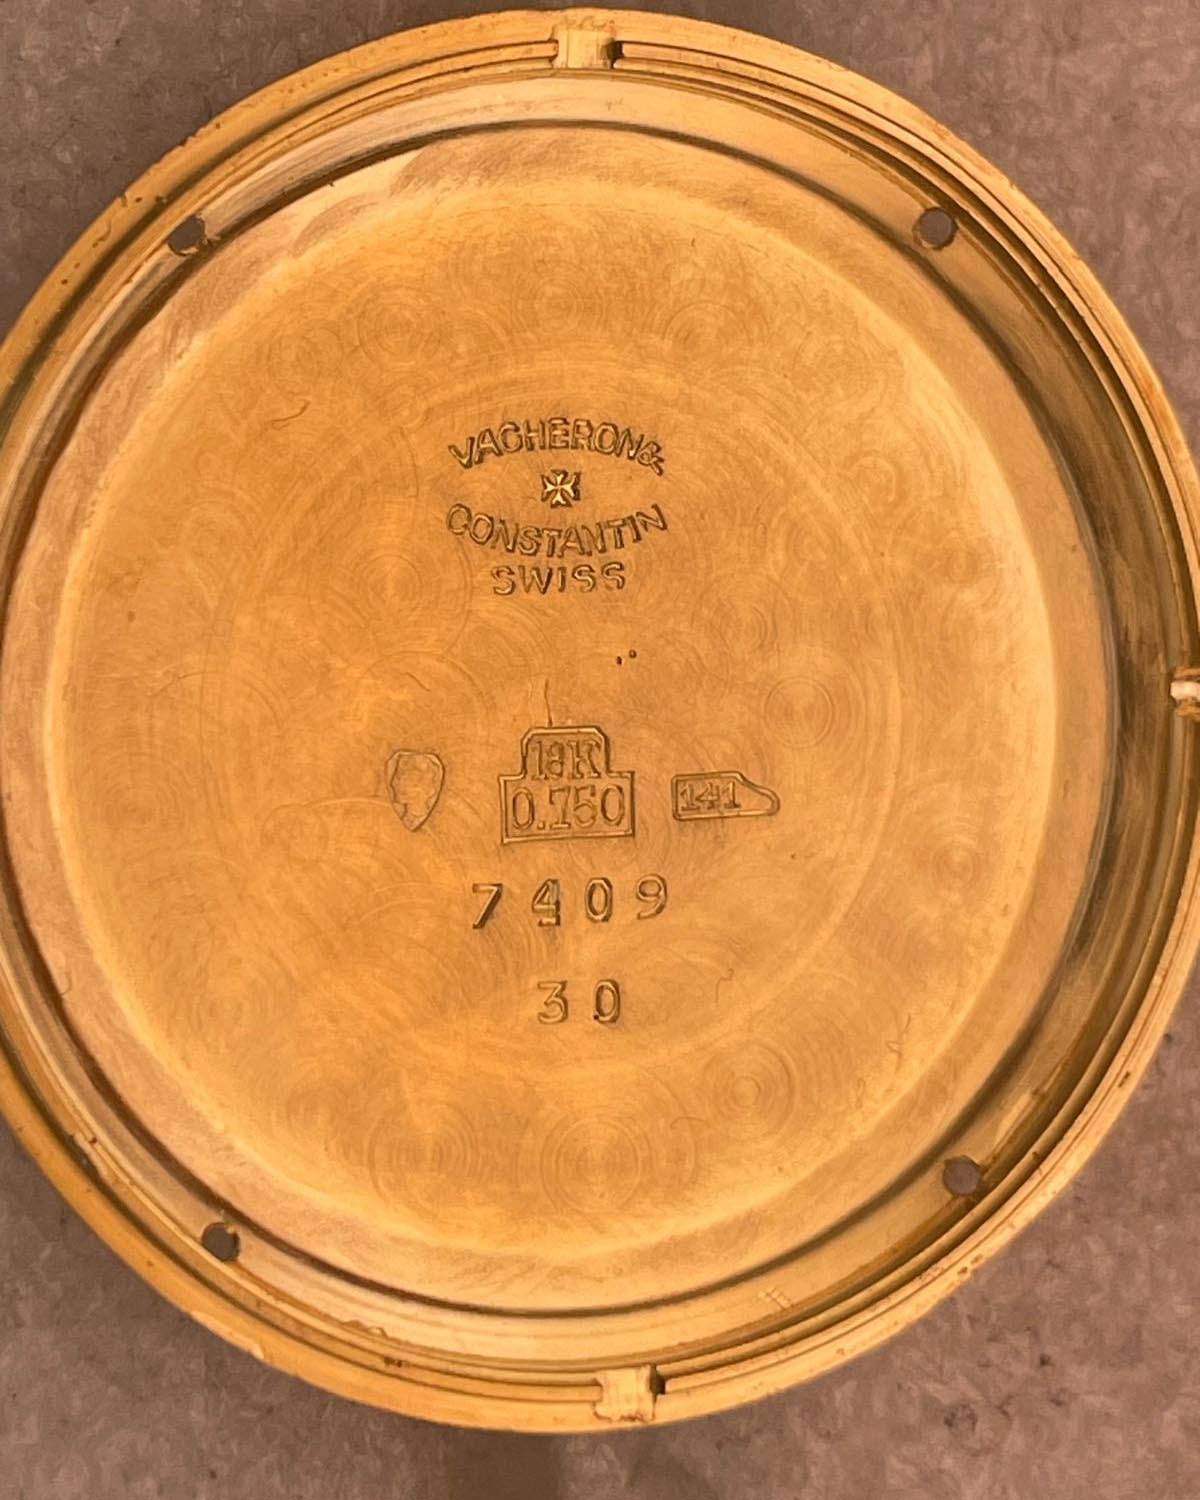 VACHERON &
CONSTANTIN
SWISS
18K
0.750
141
7409
30